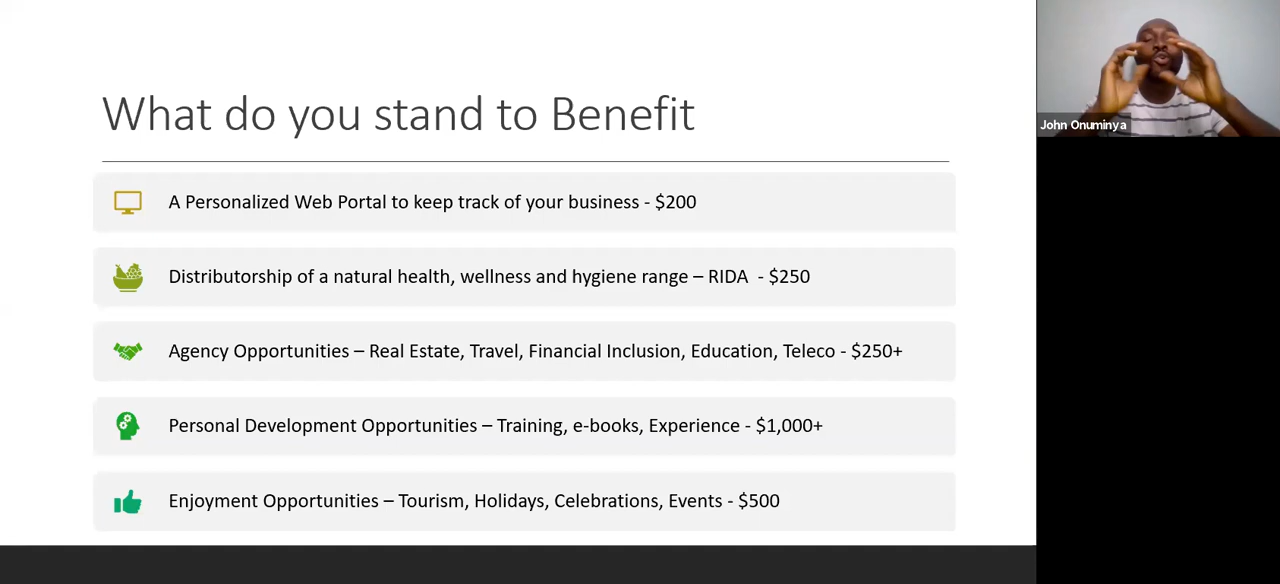 What do you stand to Benefit
A Personalized Web Portal to keep track of your business - $200
Distributorship of a natural health, wellness and hygiene range – RIDA  - $250
Agency Opportunities – Real Estate, Travel, Financial Inclusion, Education, Teleco - $250+
Personal Development Opportunities – Training, e-books, Experience - $1,000+
Enjoyment Opportunities – Tourism, Holidays, Celebrations, Events - $500
John Onuminya